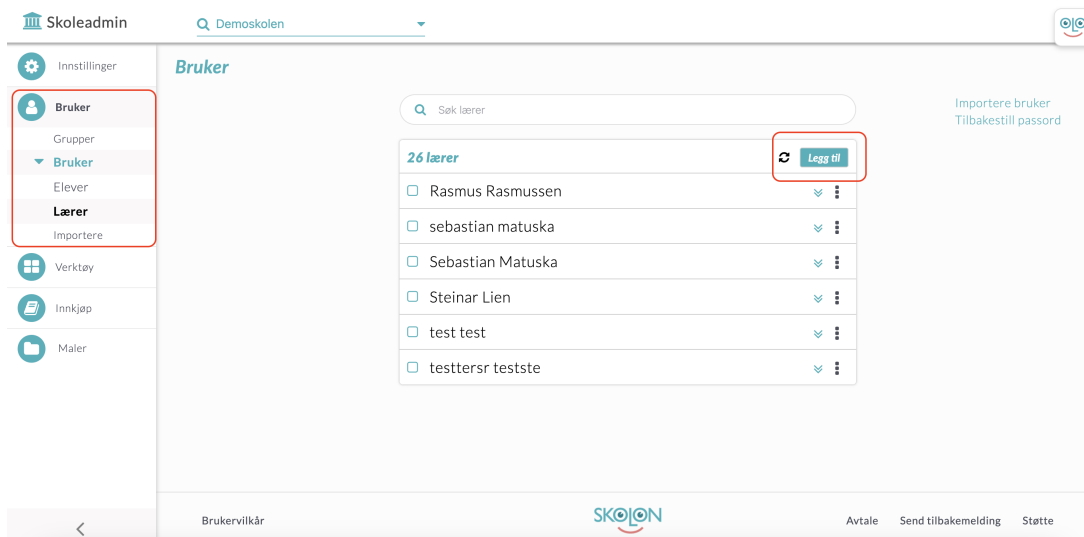 Skoleadmin
Demoskolen
Innstillinger
Bruker
Grupper
Bruker
Elever
Lærer
Importere
Verktøy
Innkjøp
Maler
Bruker
Søk lærer
Importere bruker
Tilbakestill passord
26 lærer
Legg til
Rasmus Rasmussen
sebastian matuska
Sebastian Matuska
Steinar Lien
test test
testtersr testste
Brukervilkår
SKOLON
Avtale Send tilbakemelding Støtte